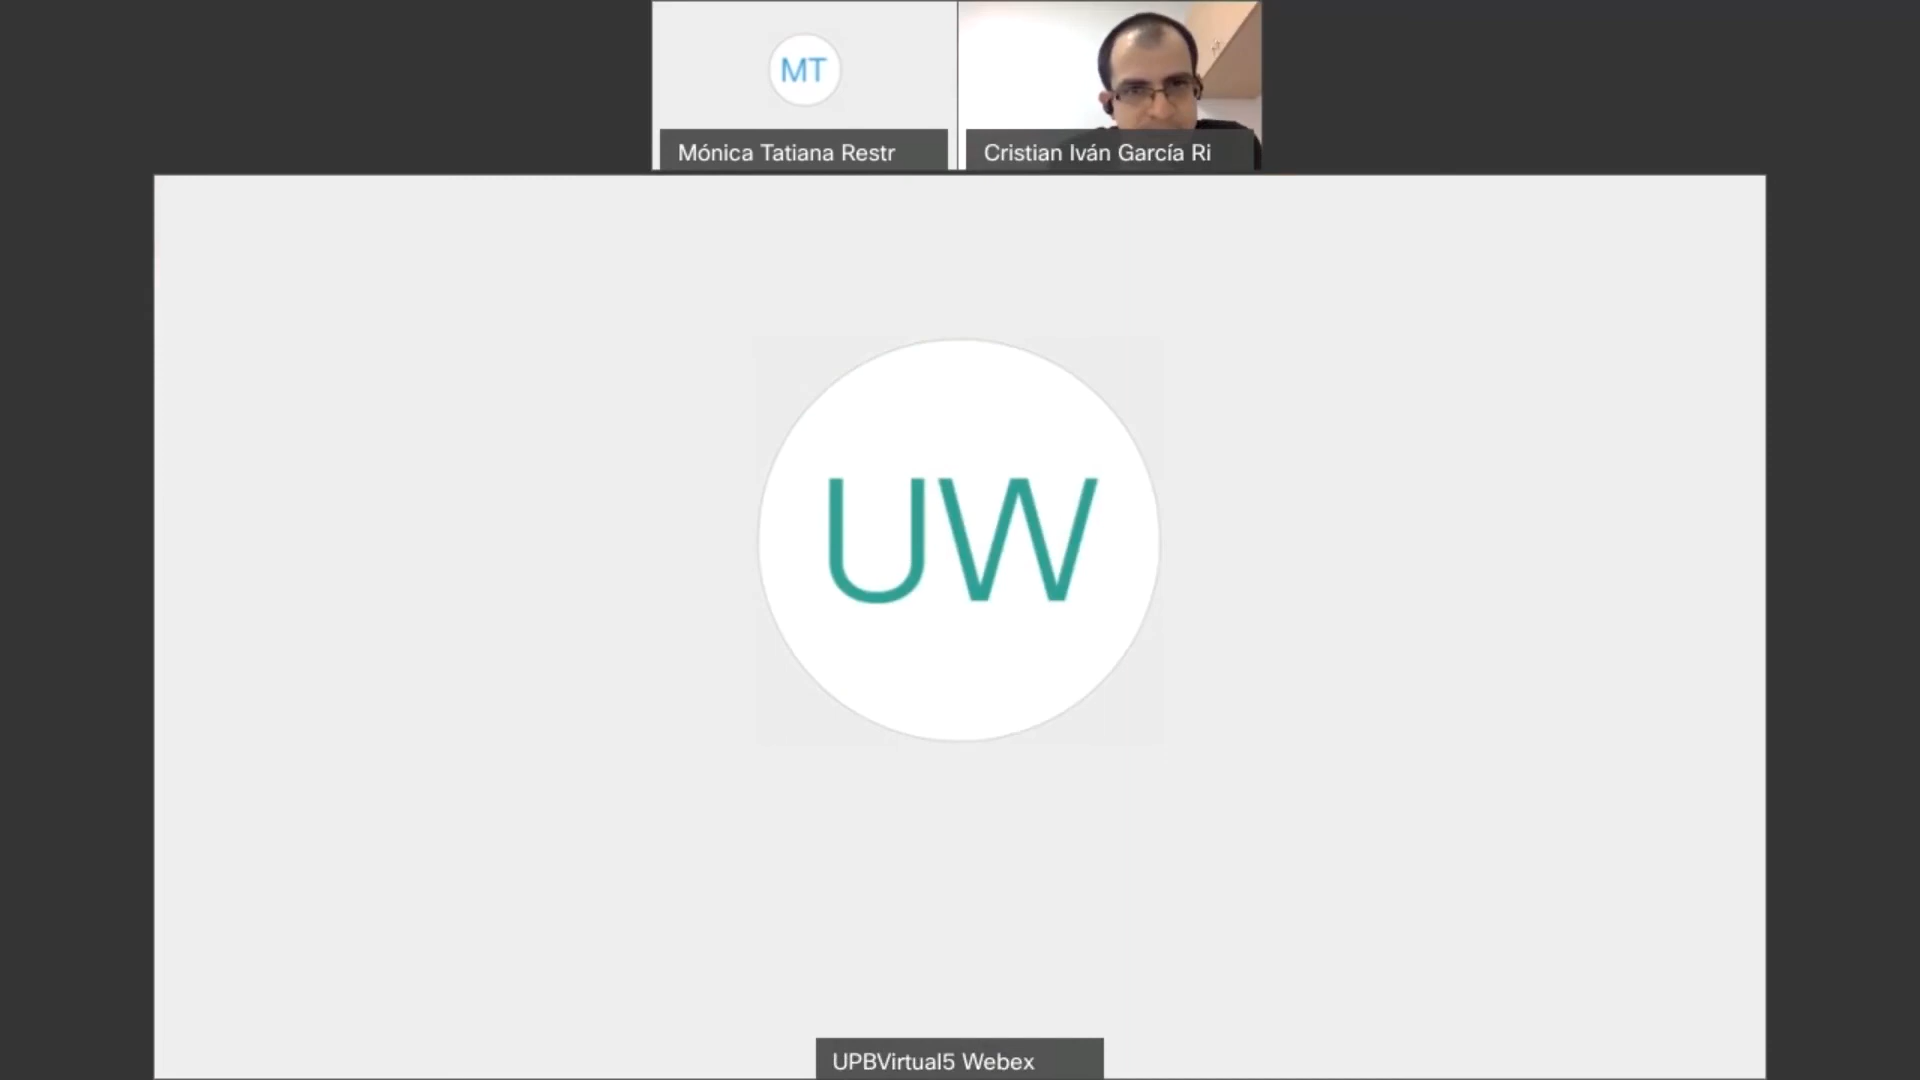 MT
Mónica Tatiana Restr
Cristian Iván García Ri
UW
UPBVirtual5 Webex